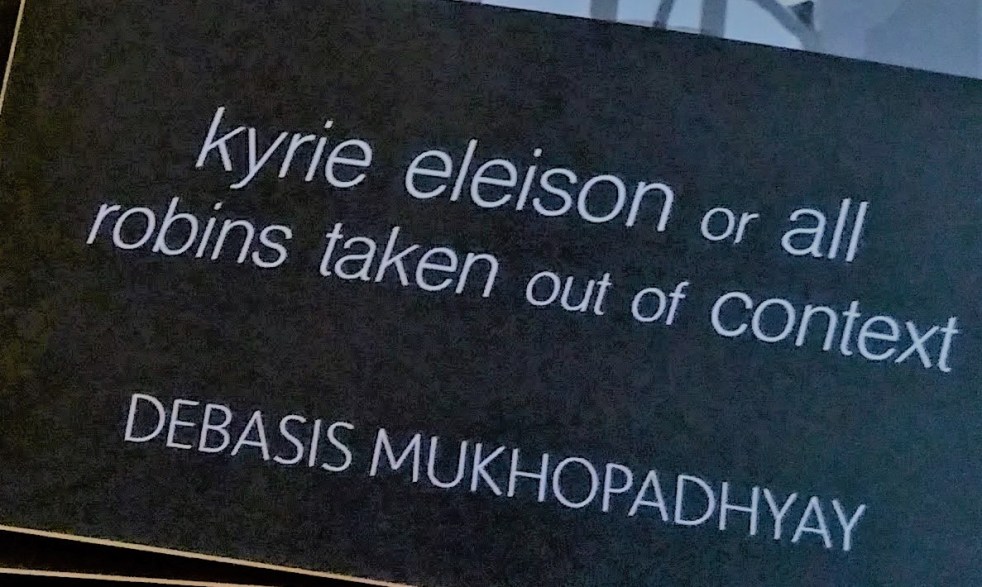 kyrie eleison or all
robins taken out of context
DEBASIS MUKHOPADHYAY